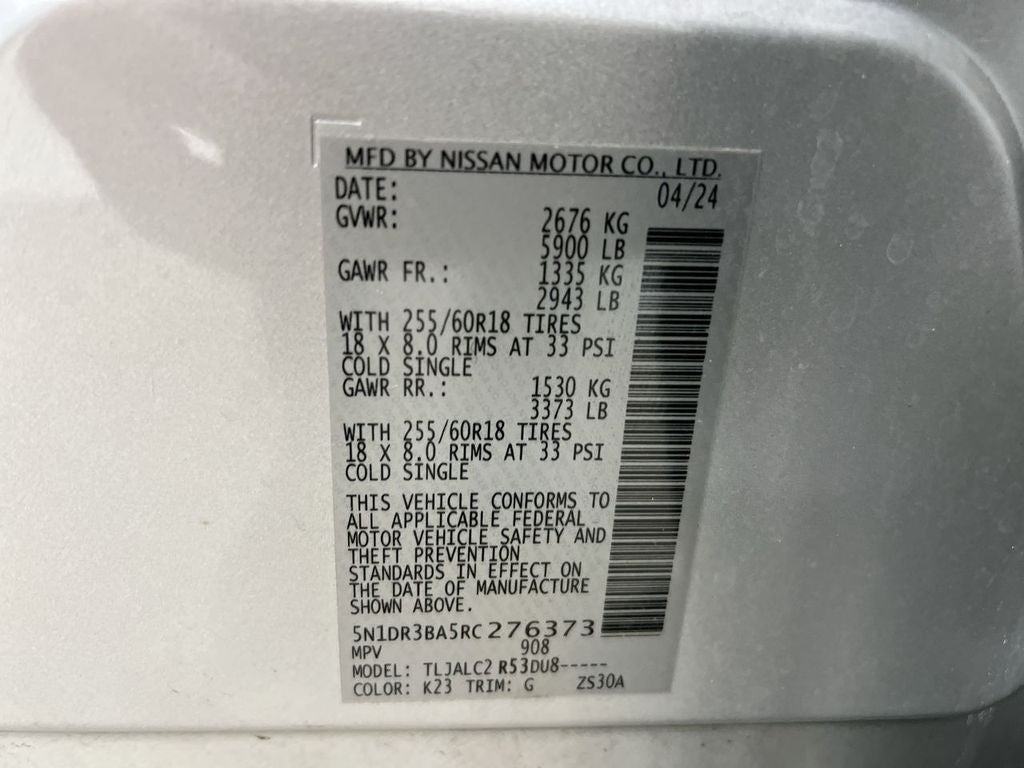 MFD BY NISSAN MOTOR CO., LTD.
DATE: 04/24
GVWR: 2676 KG
5900 LB
GAWR FR.: 1335 KG
2943 LB
WITH 255/60R18 TIRES
18 X 8.0 RIMS AT 33 PSI
COLD SINGLE
GAWR RR.: 1530 KG
3373 LB
WITH 255/60R18 TIRES
18 X 8.0 RIMS AT 33 PSI
COLD SINGLE
THIS VEHICLE CONFORMS TO
ALL APPLICABLE FEDERAL
MOTOR VEHICLE SAFETY AND
THEFT PREVENTION
STANDARDS IN EFFECT ON
THE DATE OF MANUFACTURE
SHOWN ABOVE.
5N1DR3BA5RC276373
MPV 908
MODEL: TLJALC2 R53DU8-----
COLOR: K23 TRIM: G ZS30A